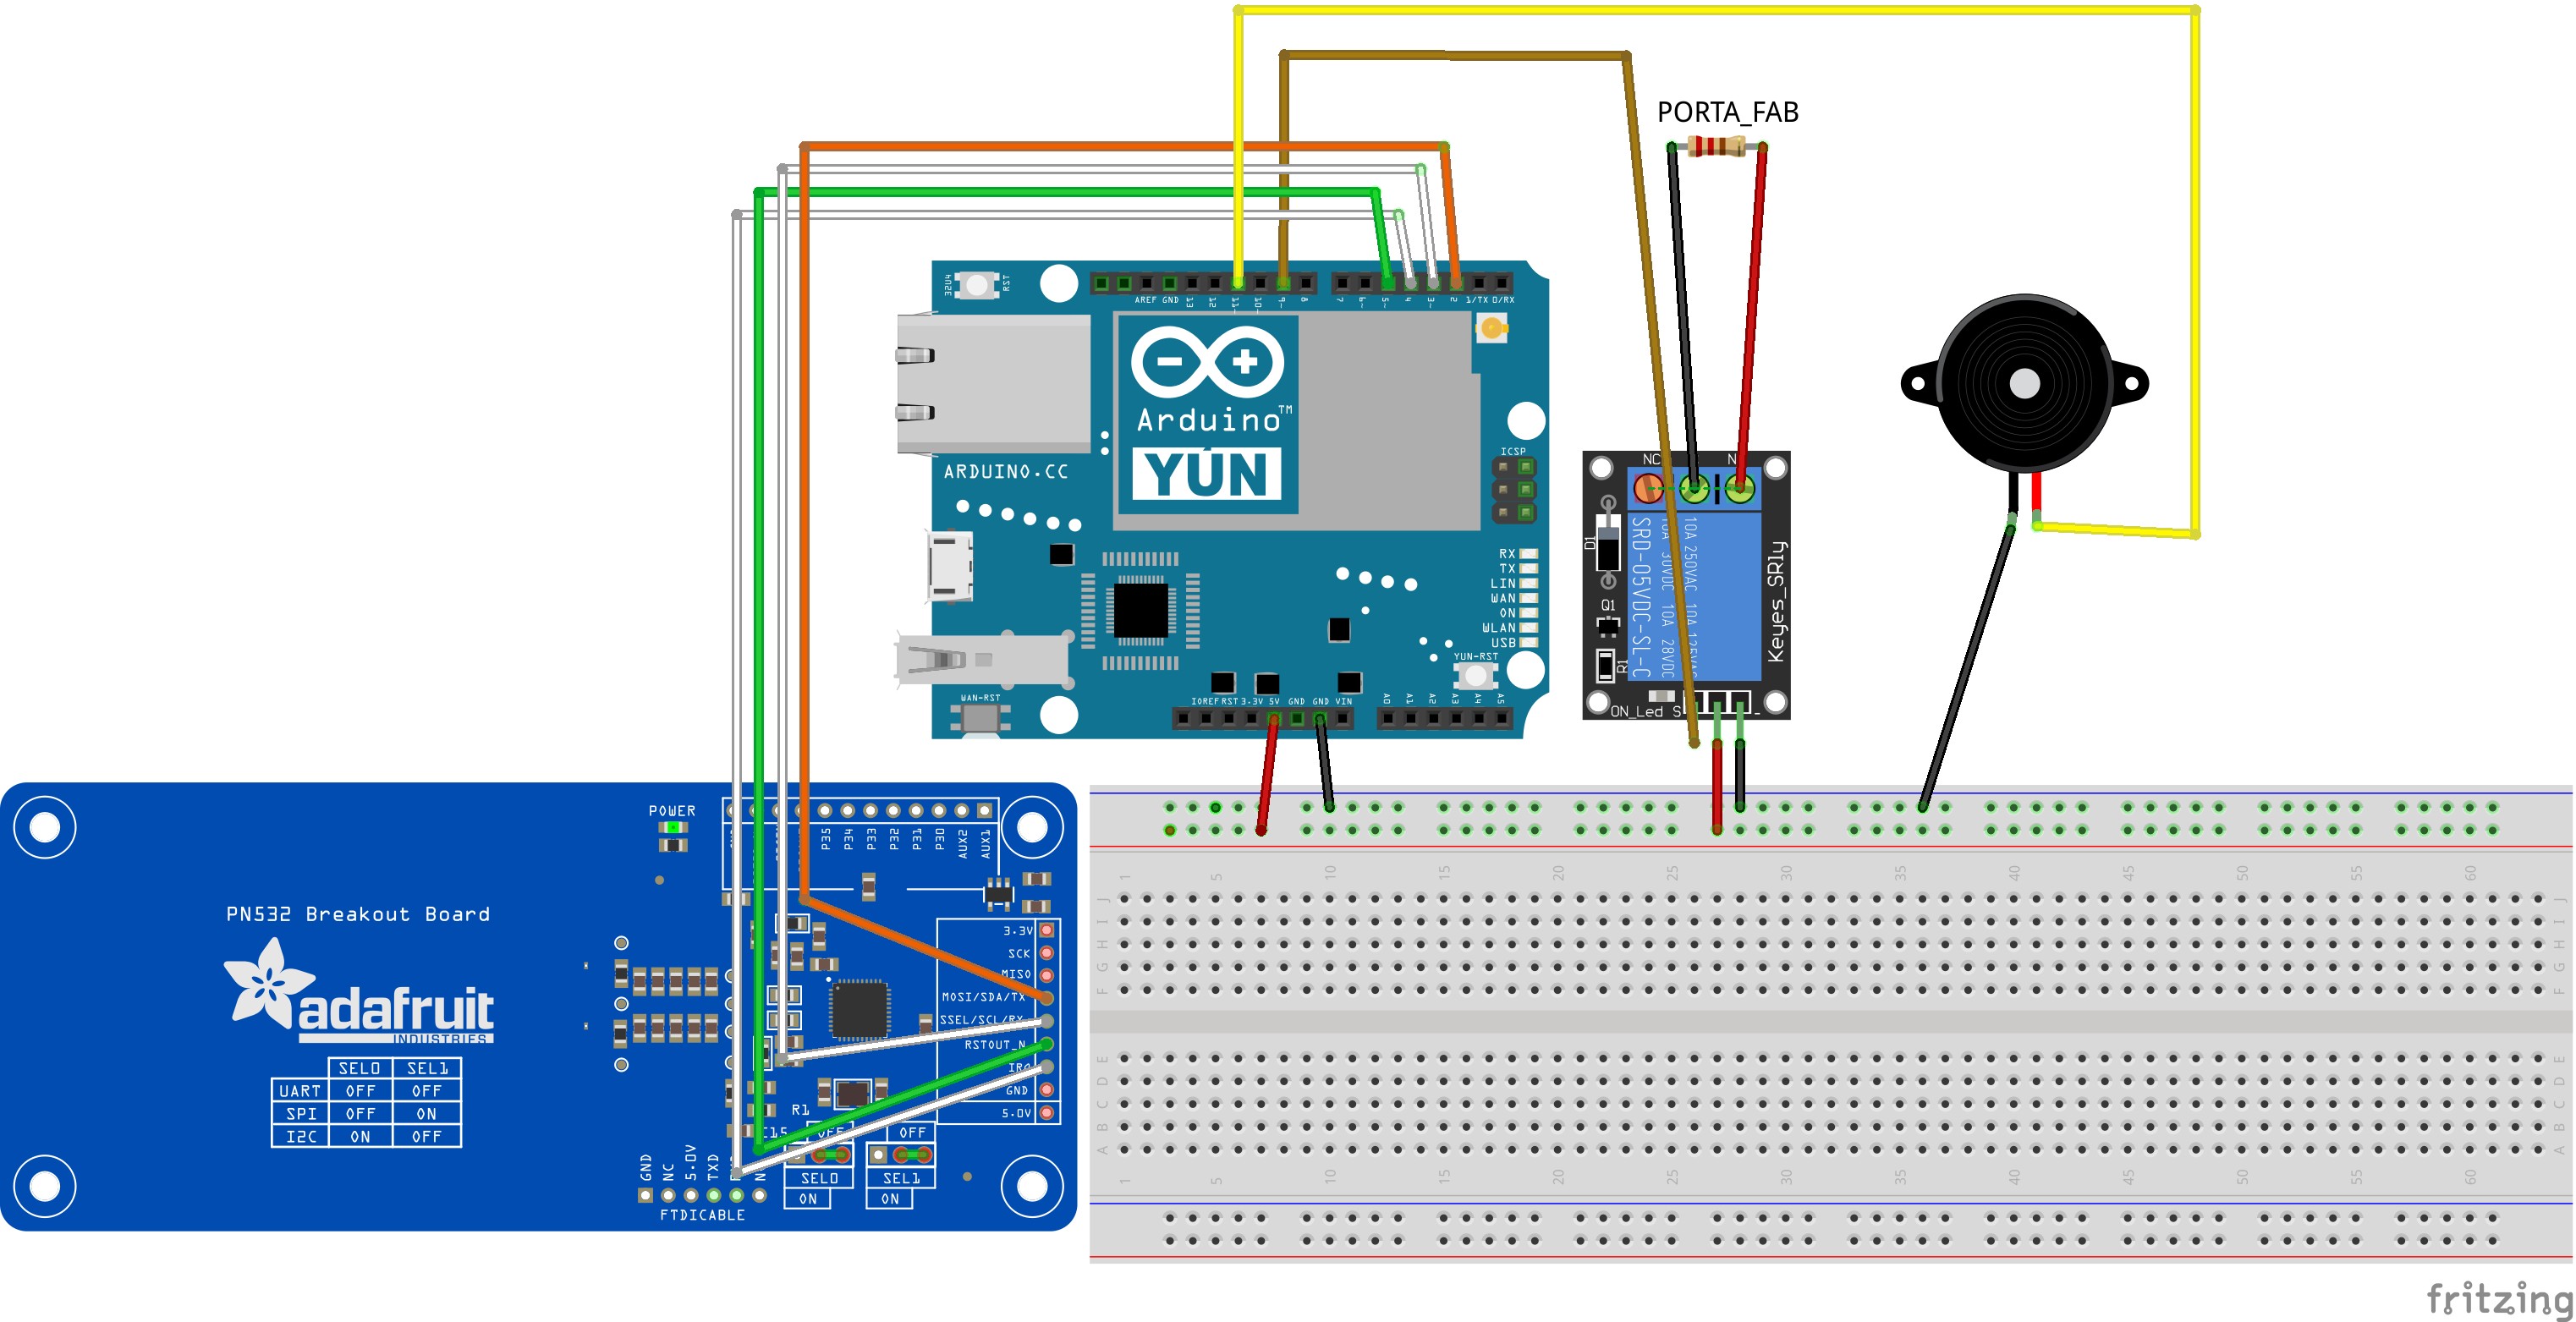 PORTA_FAB
AREF GND 13 12 ~11 ~10 ~9 8 7 ~6 ~5 4 ~3 2 1/TX 0/RX
RST
Arduino™
YÚN
ARDUINO.CC
ICSP
RX
TX
LIN
WAN
ON
WLAN
USB
YUN-RST
WAN-RST
IOREF RST 3.3V 5V GND GND VIN
A0 A1 A2 A3 A4 A5
NC
D1
Q1
R1
SRD-05VDC-SL-C
10A 250VAC
Keyes_SRly
ON_Led S
-
POWER
P35 P34 P33 P32 P31 P30 AUX2 AUX1
PN532 Breakout Board
adafruit
INDUSTRIES
SEL0 SEL1
UART OFF OFF
SPI OFF ON
I2C ON OFF
3.3V
SCK
MISO
MOSI/SDA/TX
SSEL/SCL/RX
RSTOUT_N
IRQ
GND
5.0V
R1
OFF OFF
SEL0 SEL1
ON ON
GND NC 5.0V TXD
FTDICABLE
1 5 10 15 20 25 30 35 40 45 50 55 60
J J
I I
H H
G G
F F
E E
D D
C C
B B
A A
1 5 10 15 20 25 30 35 40 45 50 55 60
fritzing